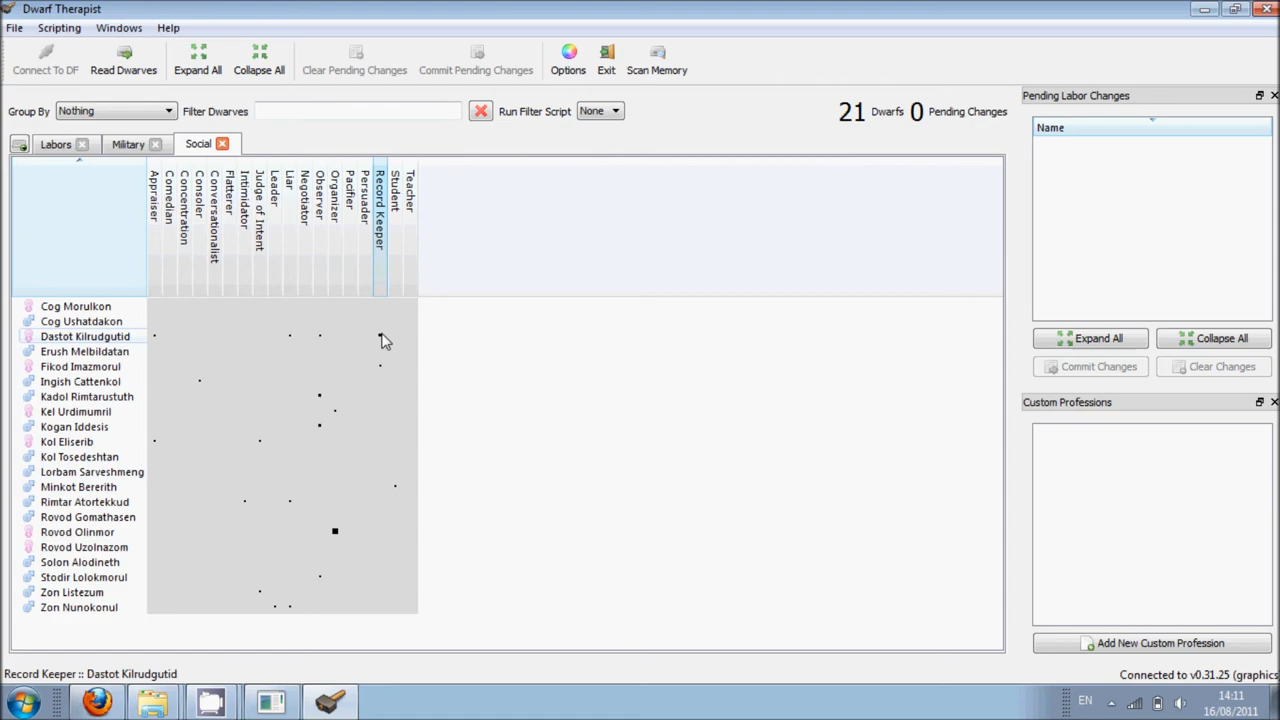 Dwarf Therapist
File Scripting Windows Help
Connect To DF Read Dwarves Expand All Collapse All Clear Pending Changes Commit Pending Changes Options Exit Scan Memory
Group By Nothing Filter Dwarves Run Filter Script None 21 Dwarfs 0 Pending Changes
Labors Military Social
Appraiser
Comedian
Concentration
Consoler
Conversationalist
Flatterer
Intimidator
Judge of Intent
Leader
Liar
Negotiator
Observer
Organizer
Pacifier
Persuader
Record Keeper
Student
Teacher
Cog Morulkon
Cog Ushatdakon
Dastot Kilrudgutid
Erush Melbildatan
Fikod Imazmorul
Ingish Cattenkol
Kadol Rimtarustuth
Kel Urdimumril
Kogan Iddesis
Kol Eliserib
Kol Tosedeshtan
Lorbam Sarveshmeng
Minkot Bererith
Rimtar Atortekkud
Rovod Gomathasen
Rovod Olinmor
Rovod Uzolnazom
Solon Alodineth
Stodir Lolokmorul
Zon Listezum
Zon Nunokonul
Pending Labor Changes
Name
Expand All Collapse All
Commit Changes Clear Changes
Custom Professions
Add New Custom Profession
Record Keeper :: Dastot Kilrudgutid
Connected to v0.31.25 (graphics
EN
14:11
16/08/2011